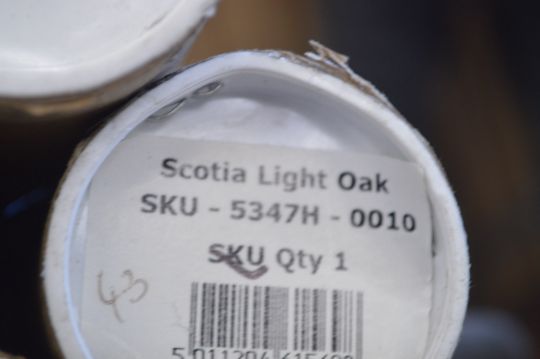 Scotia Light Oak
SKU - 5347H - 0010
SKU Qty 1
43